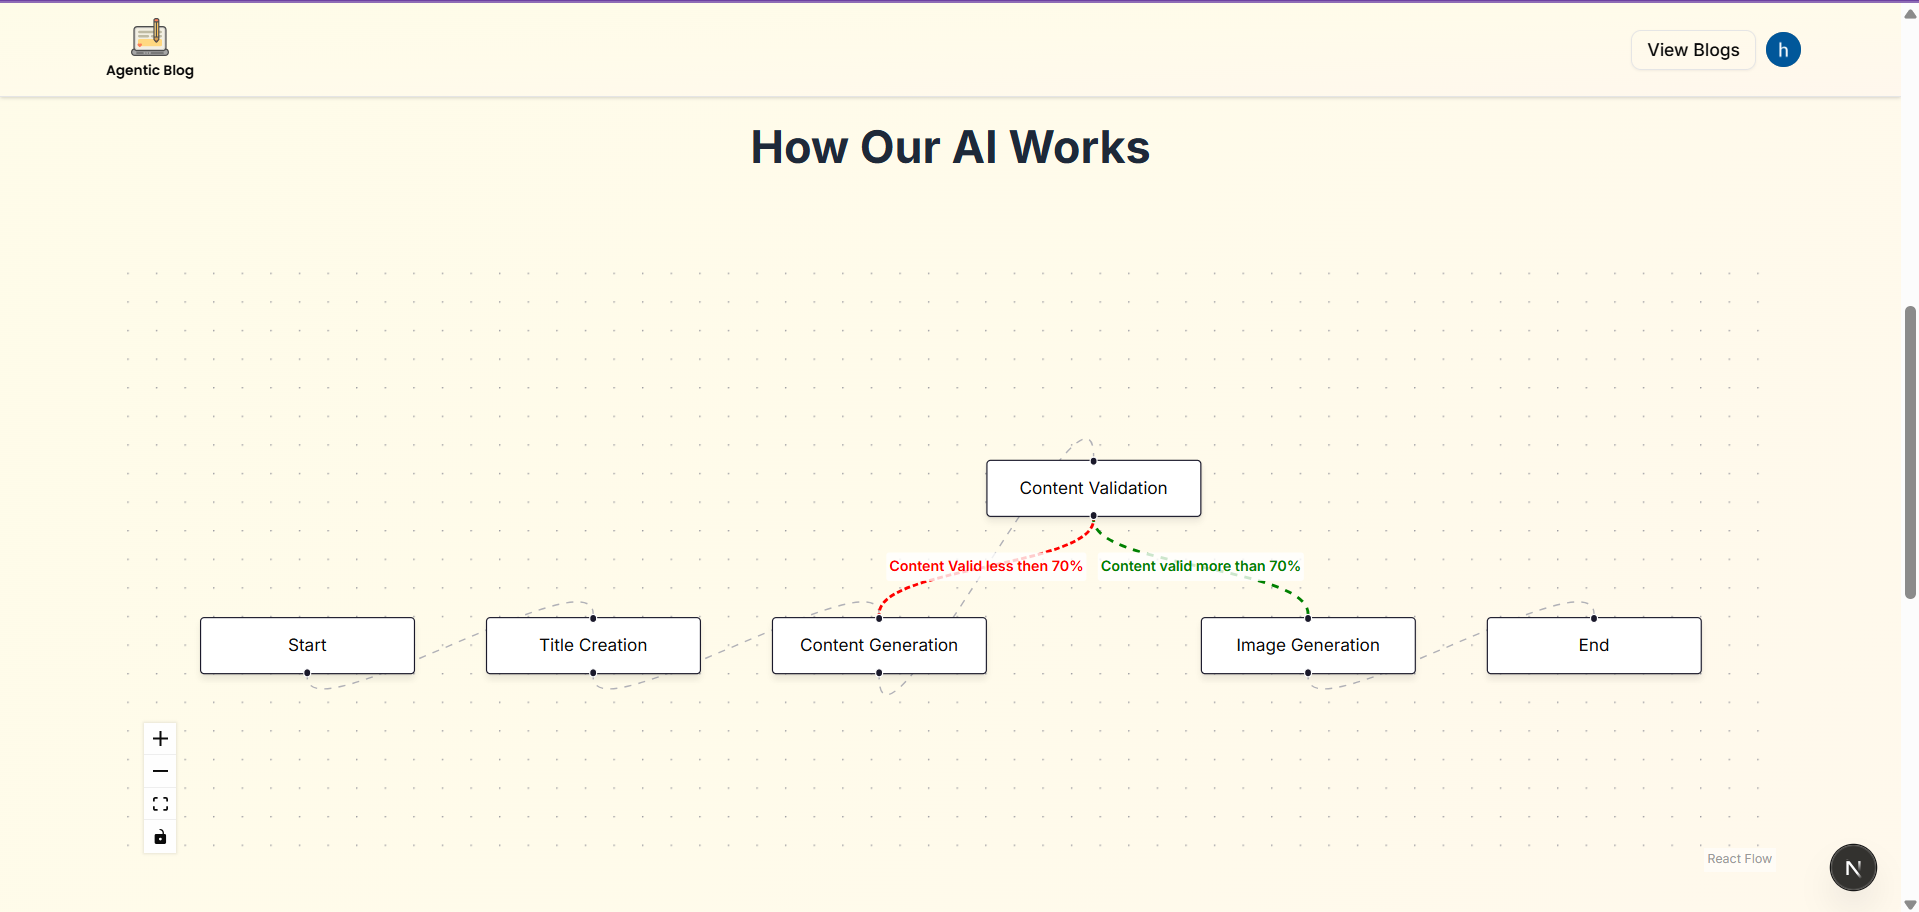 Agentic Blog
View Blogs
h
How Our AI Works
Content Validation
Content Valid less then 70%
Content valid more than 70%
Start
Title Creation
Content Generation
Image Generation
End
React Flow
N